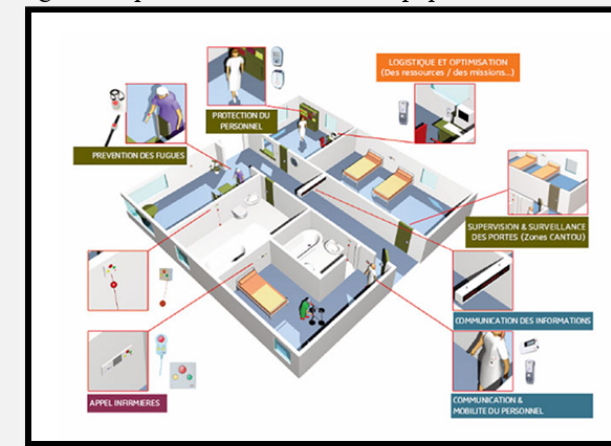 LOGISTIQUE ET OPTIMISATION
(Des ressources / des missions...)
PROTECTION DU
PERSONNEL
PREVENTION DES FUGUES
SUPERVISION & SURVEILLANCE
DES PORTES (Zones CANTOU)
COMMUNICATION DES INFORMATIONS
APPEL INFIRMIERES
COMMUNICATION &
MOBILITE DU PERSONNEL